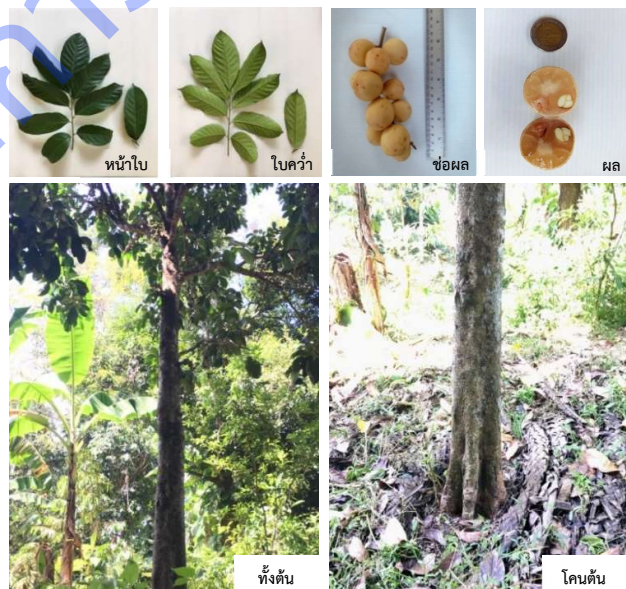 หน้าใบ
ใบคว่ำ
ช่อผล
ผล
ทั้งต้น
โคนต้น